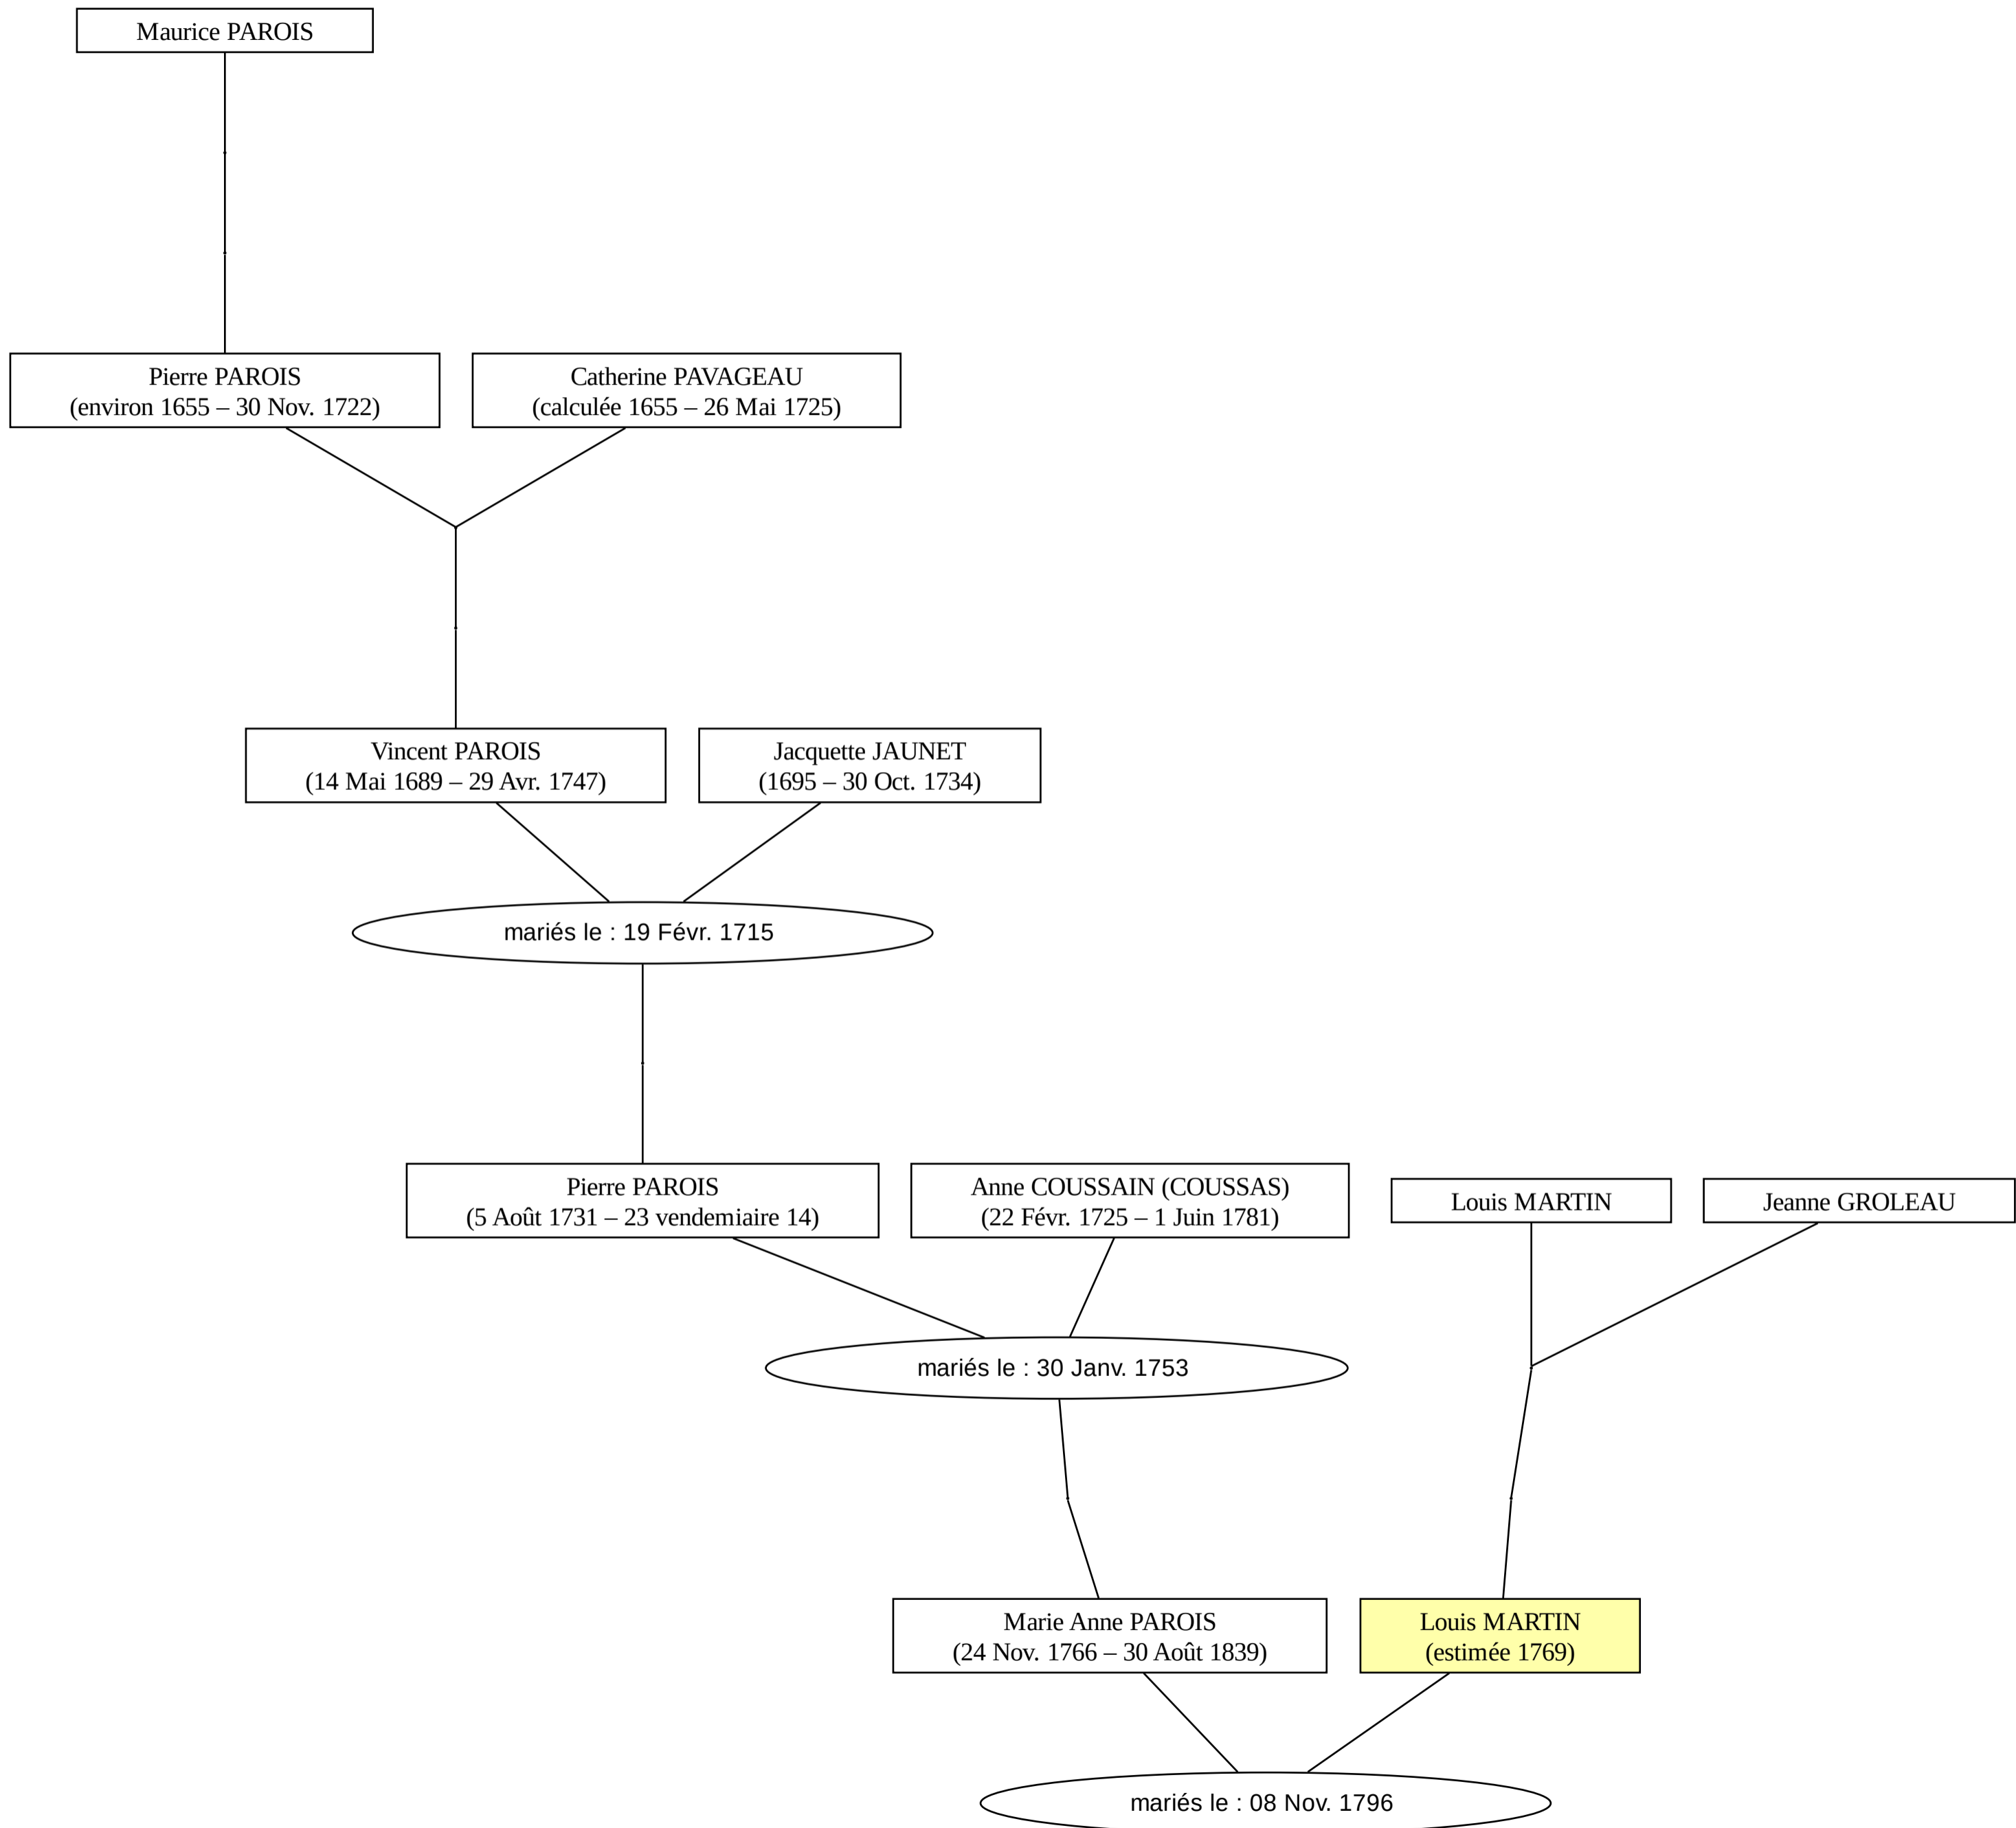 Maurice PAROIS
Pierre PAROIS
(environ 1655 – 30 Nov. 1722)
Catherine PAVAGEAU
(calculée 1655 – 26 Mai 1725)
Vincent PAROIS
(14 Mai 1689 – 29 Avr. 1747)
Jacquette JAUNET
(1695 – 30 Oct. 1734)
mariés le : 19 Févr. 1715
Pierre PAROIS
(5 Août 1731 – 23 vendemiaire 14)
Anne COUSSAIN (COUSSAS)
(22 Févr. 1725 – 1 Juin 1781)
Louis MARTIN
Jeanne GROLEAU
mariés le : 30 Janv. 1753
Marie Anne PAROIS
(24 Nov. 1766 – 30 Août 1839)
Louis MARTIN
(estimée 1769)
mariés le : 08 Nov. 1796